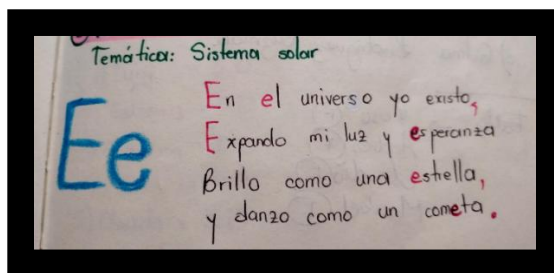 Temática: Sistema solar
Ee
En el universo yo existo,
Expando mi luz y esperanza
Brillo como una estrella,
y danzo como un cometa.